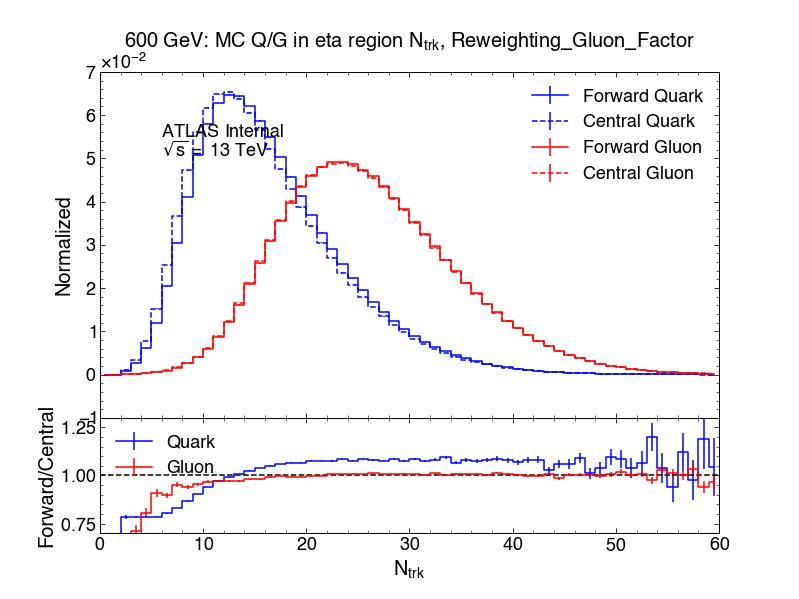 600 GeV: MC Q/G in eta region Ntrk, Reweighting_Gluon_Factor
×10−2
7
6
5
4
3
2
1
0
−1
Normalized
ATLAS Internal
√s = 13 TeV
Forward Quark
Central Quark
Forward Gluon
Central Gluon
1.25
1.00
0.75
Forward/Central
Quark
Gluon
0 10 20 30 40 50 60
Ntrk